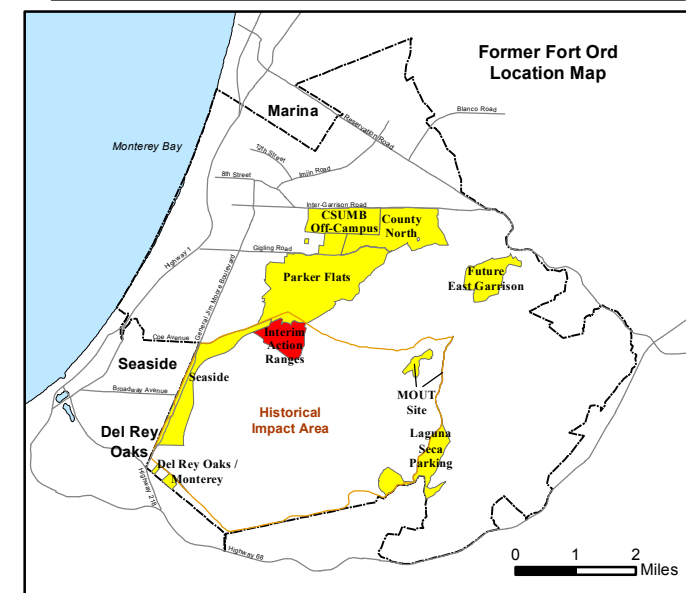 Former Fort Ord
Location Map
Marina
Blanco Road
Reservation Road
Monterey Bay
12th Street
Imjin Road
8th Street
Inter-Garrison Road
CSUMB
Off-Campus
County
North
Highway 1
Gigling Road
General Jim Moore Boulevard
Parker Flats
Future
East Garrison
Coe Avenue
Interim
Action
Ranges
Seaside
Seaside
Broadway Avenue
MOUT
Site
Historical
Impact Area
Del Rey
Oaks
Laguna
Seca
Parking
Del Rey Oaks /
Monterey
Highway 218
Highway 68
0 1 2
Miles